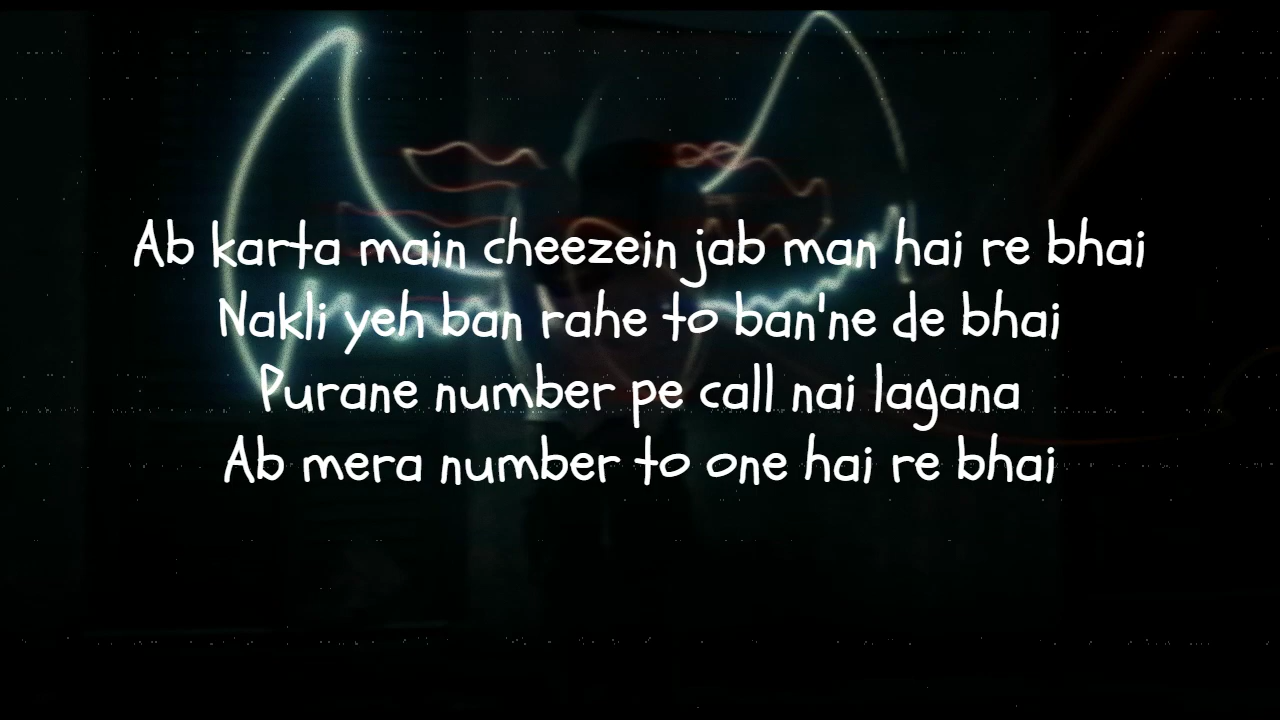 Ab karta main cheezein jab man hai re bhai
Nakli yeh ban rahe to ban'ne de bhai
Purane number pe call nai lagana
Ab mera number to one hai re bhai